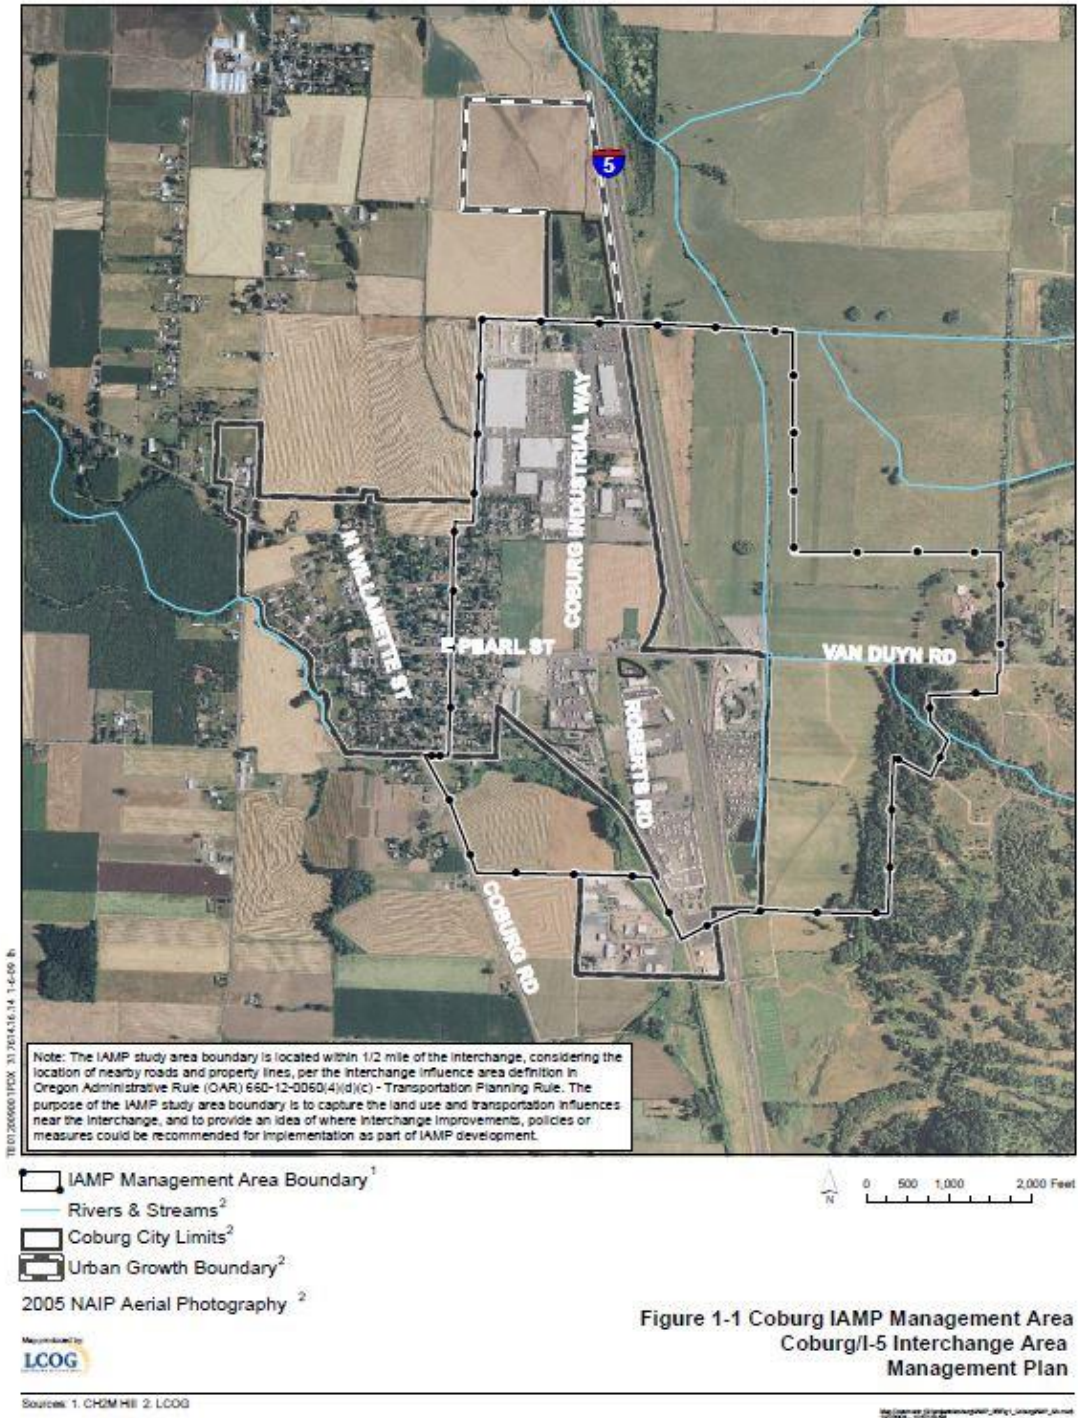 5
COBURG INDUSTRIAL WAY
N WILLAMETTE ST
E PEARL ST
VAN DUYN RD
ROBERTS RD
COBURG RD
Note: The IAMP study area boundary is located within 1/2 mile of the interchange, considering the
location of nearby roads and property lines, per the interchange influence area definition in
Oregon Administrative Rule (OAR) 660-12-0060(4)(d)(c) - Transportation Planning Rule. The
purpose of the IAMP study area boundary is to capture the land use and transportation influences
near the interchange, and to provide an idea of where interchange improvements, policies or
measures could be recommended for implementation as part of IAMP development.
IAMP Management Area Boundary 1
Rivers & Streams 2
Coburg City Limits 2
Urban Growth Boundary 2
2005 NAIP Aerial Photography 2
N
0 500 1,000 2,000 Feet
Figure 1-1 Coburg IAMP Management Area
Coburg/I-5 Interchange Area
Management Plan
Map produced by
LCOG
Sources: 1. CH2M Hill 2. LCOG